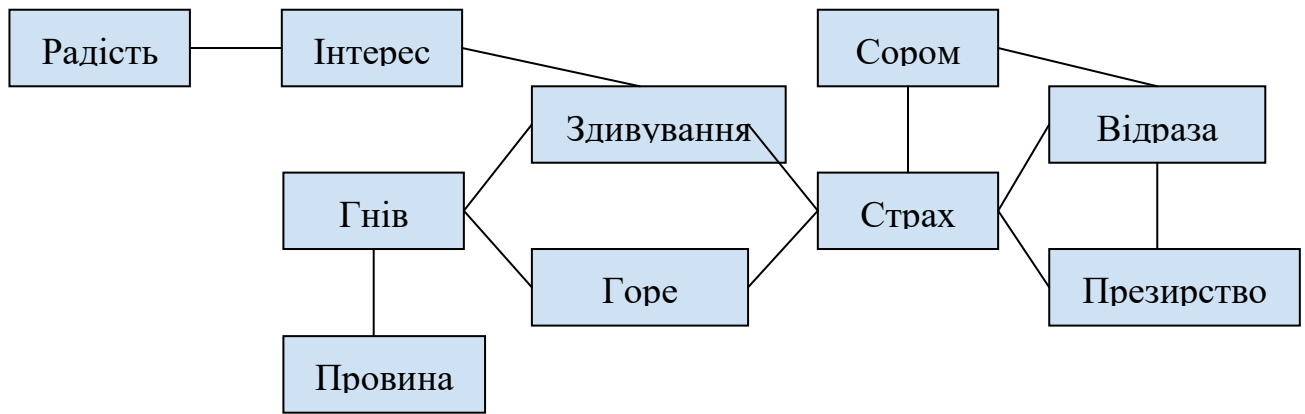 Радість
Інтерес
Сором
Здивування
Відраза
Гнів
Страх
Горе
Презирство
Провина